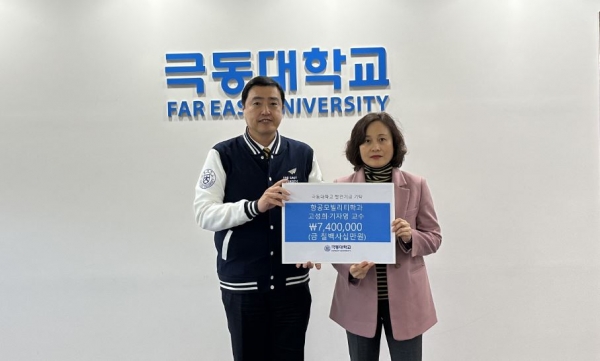 극동대학교
FAR EAST UNIVERSITY
극동대학교 발전기금 기탁
항공모빌리티학과
고성희·기자영 교수
₩7,400,000
(금 칠백사십만원)
극동대학교